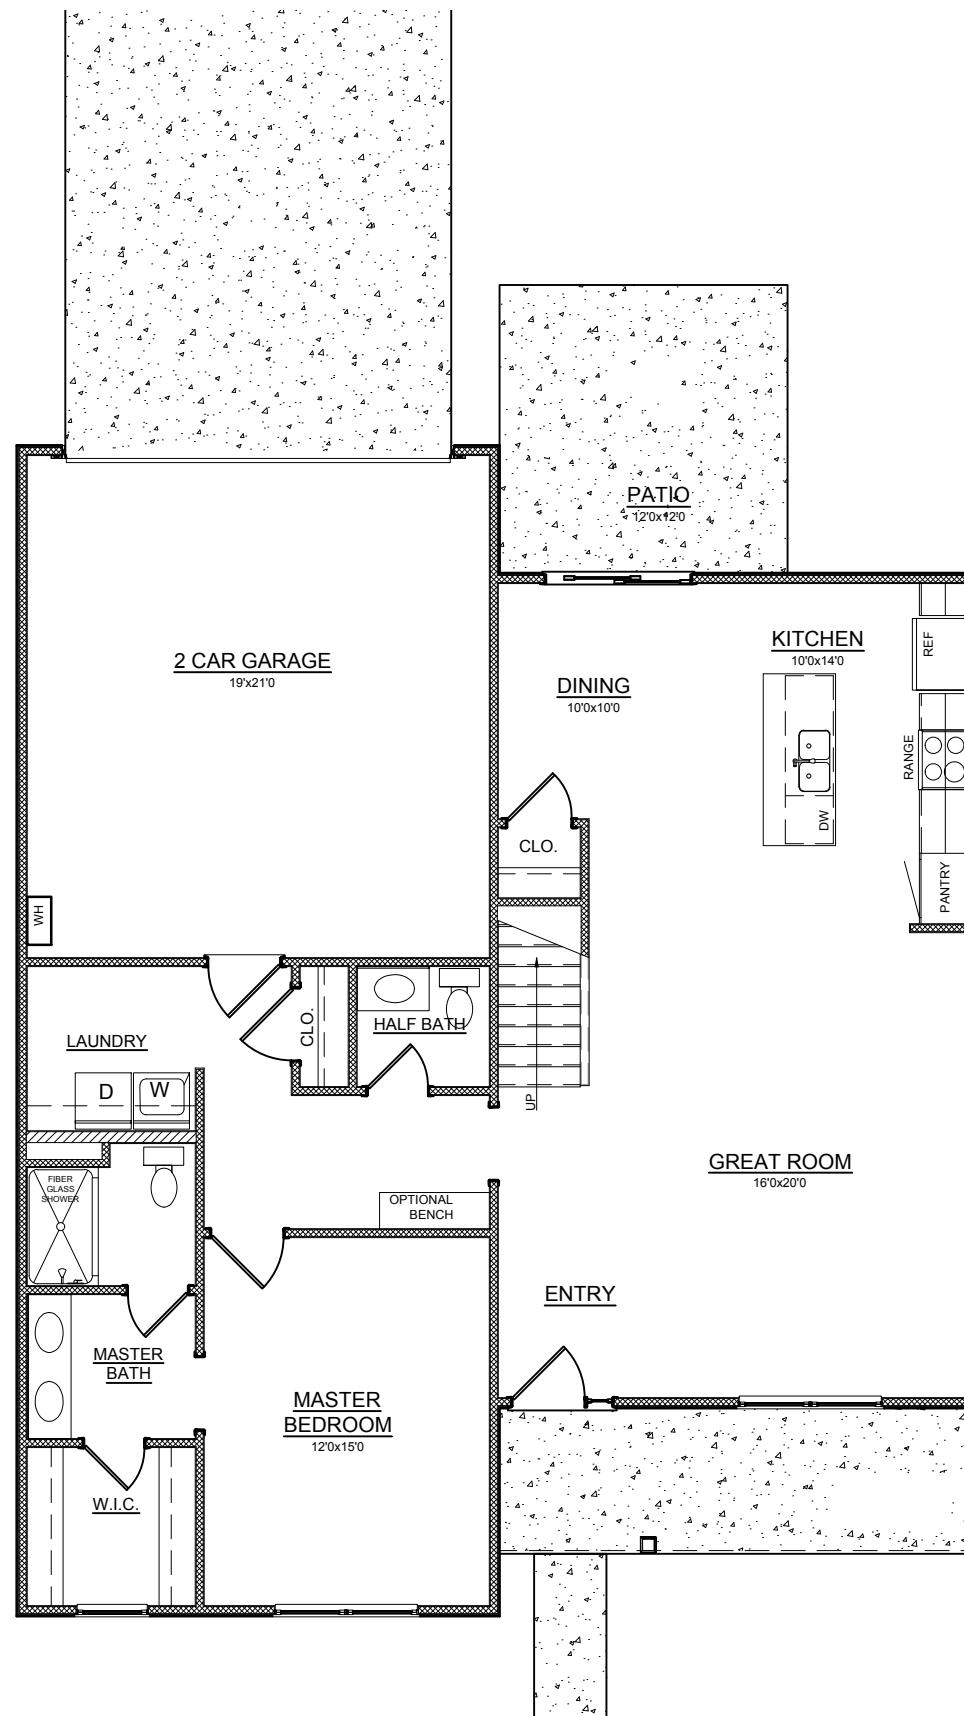 PATIO
12'0x12'0
KITCHEN
10'0x14'0
REF
2 CAR GARAGE
19'x21'0
DINING
10'0x10'0
RANGE
DW
CLO.
PANTRY
WH
CLO.
HALF BATH
LAUNDRY
D
W
UP
GREAT ROOM
16'0x20'0
FIBER
GLASS
SHOWER
OPTIONAL
BENCH
ENTRY
MASTER
BATH
MASTER
BEDROOM
12'0x15'0
W.I.C.